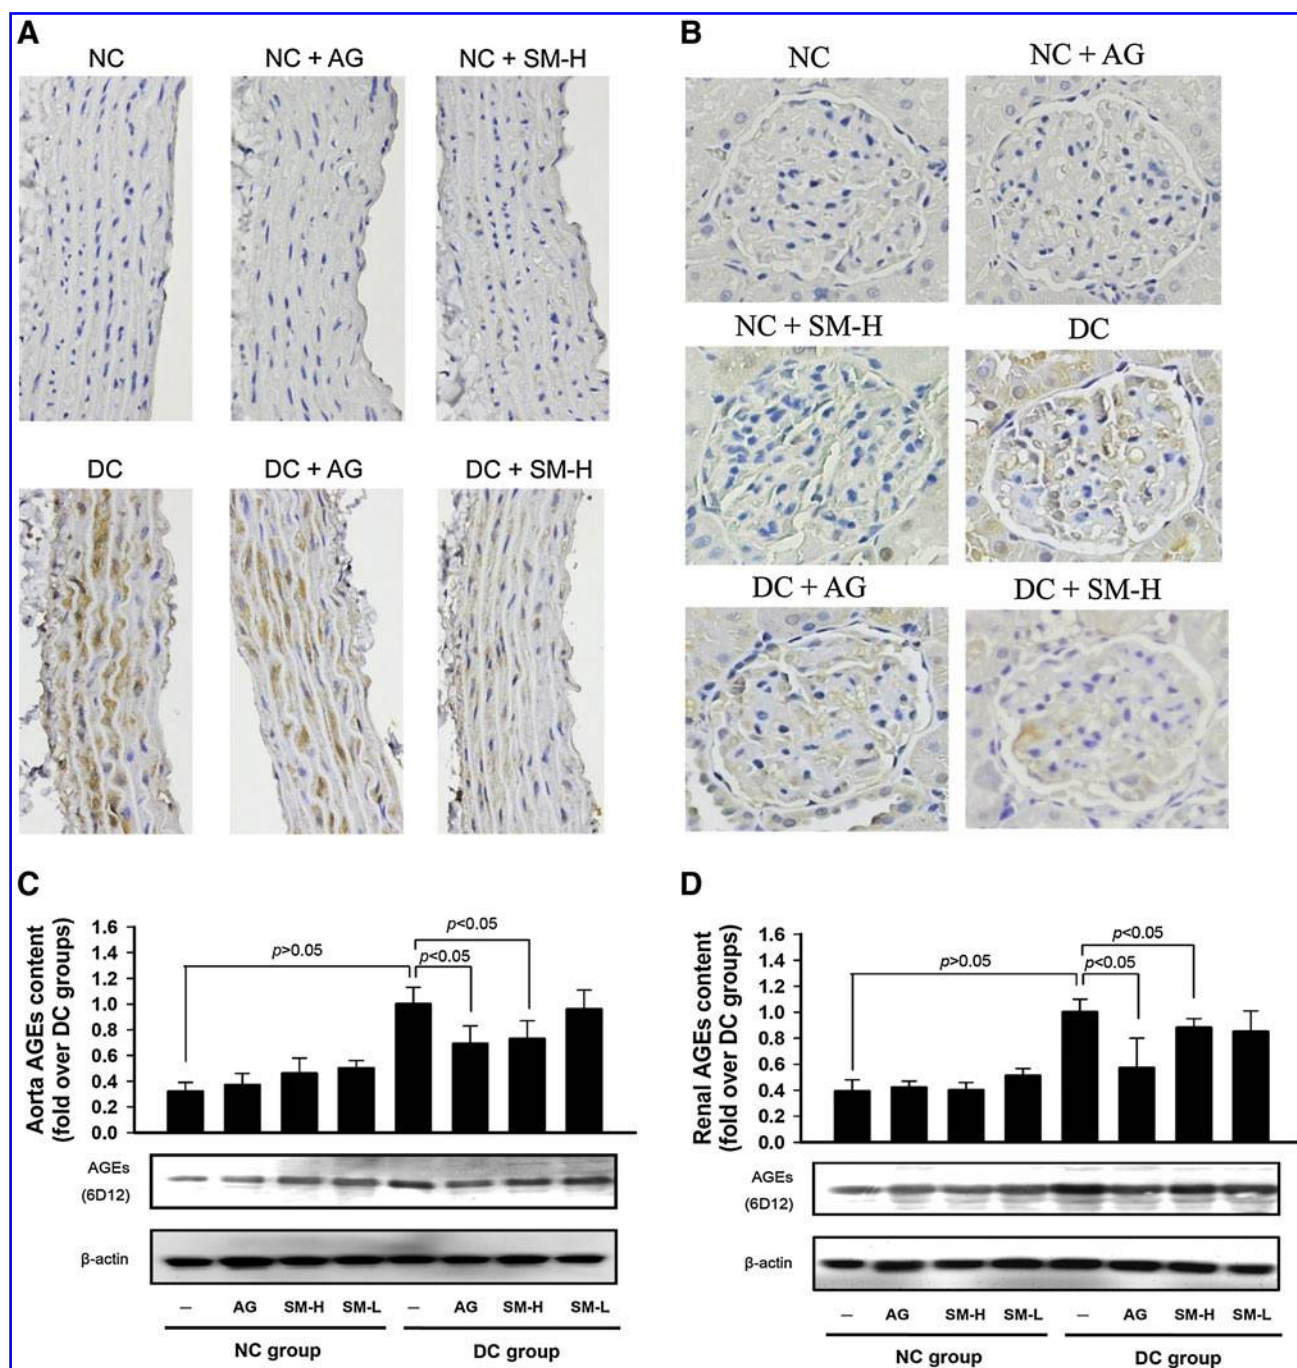 A
NC
NC + AG
NC + SM-H
DC
DC + AG
DC + SM-H
B
NC
NC + AG
NC + SM-H
DC
DC + AG
DC + SM-H
C
Aorta AGEs content
(fold over DC groups)
1.6
1.4
1.2
1.0
0.8
0.6
0.4
0.2
0.0
p>0.05
p<0.05
p<0.05
AGEs
(6D12)
β-actin
– AG SM-H SM-L – AG SM-H SM-L
NC group DC group
D
Renal AGEs content
(fold over DC groups)
1.6
1.4
1.2
1.0
0.8
0.6
0.4
0.2
0.0
p>0.05
p<0.05
p<0.05
AGEs
(6D12)
β-actin
– AG SM-H SM-L – AG SM-H SM-L
NC group DC group